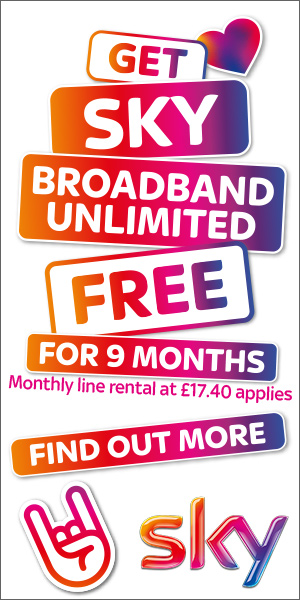 GET
SKY
BROADBAND
UNLIMITED
FREE
FOR 9 MONTHS
Monthly line rental at £17.40 applies
FIND OUT MORE
sky